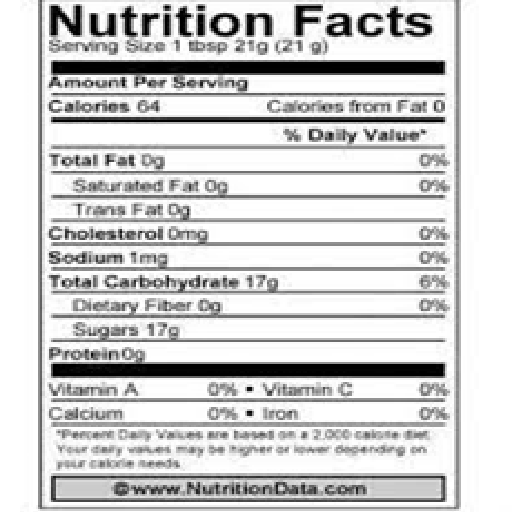 Nutrition Facts
Serving Size 1 tbsp 21g (21 g)
Amount Per Serving
Calories 64 Calories from Fat 0
% Daily Value*
Total Fat 0g 0%
Saturated Fat 0g 0%
Trans Fat 0g
Cholesterol 0mg 0%
Sodium 1mg 0%
Total Carbohydrate 17g 6%
Dietary Fiber 0g 0%
Sugars 17g
Protein 0g
Vitamin A 0% • Vitamin C 0%
Calcium 0% • Iron 0%
*Percent Daily Values are based on a 2,000 calorie diet.
Your daily values may be higher or lower depending on
your calorie needs.
©www.NutritionData.com